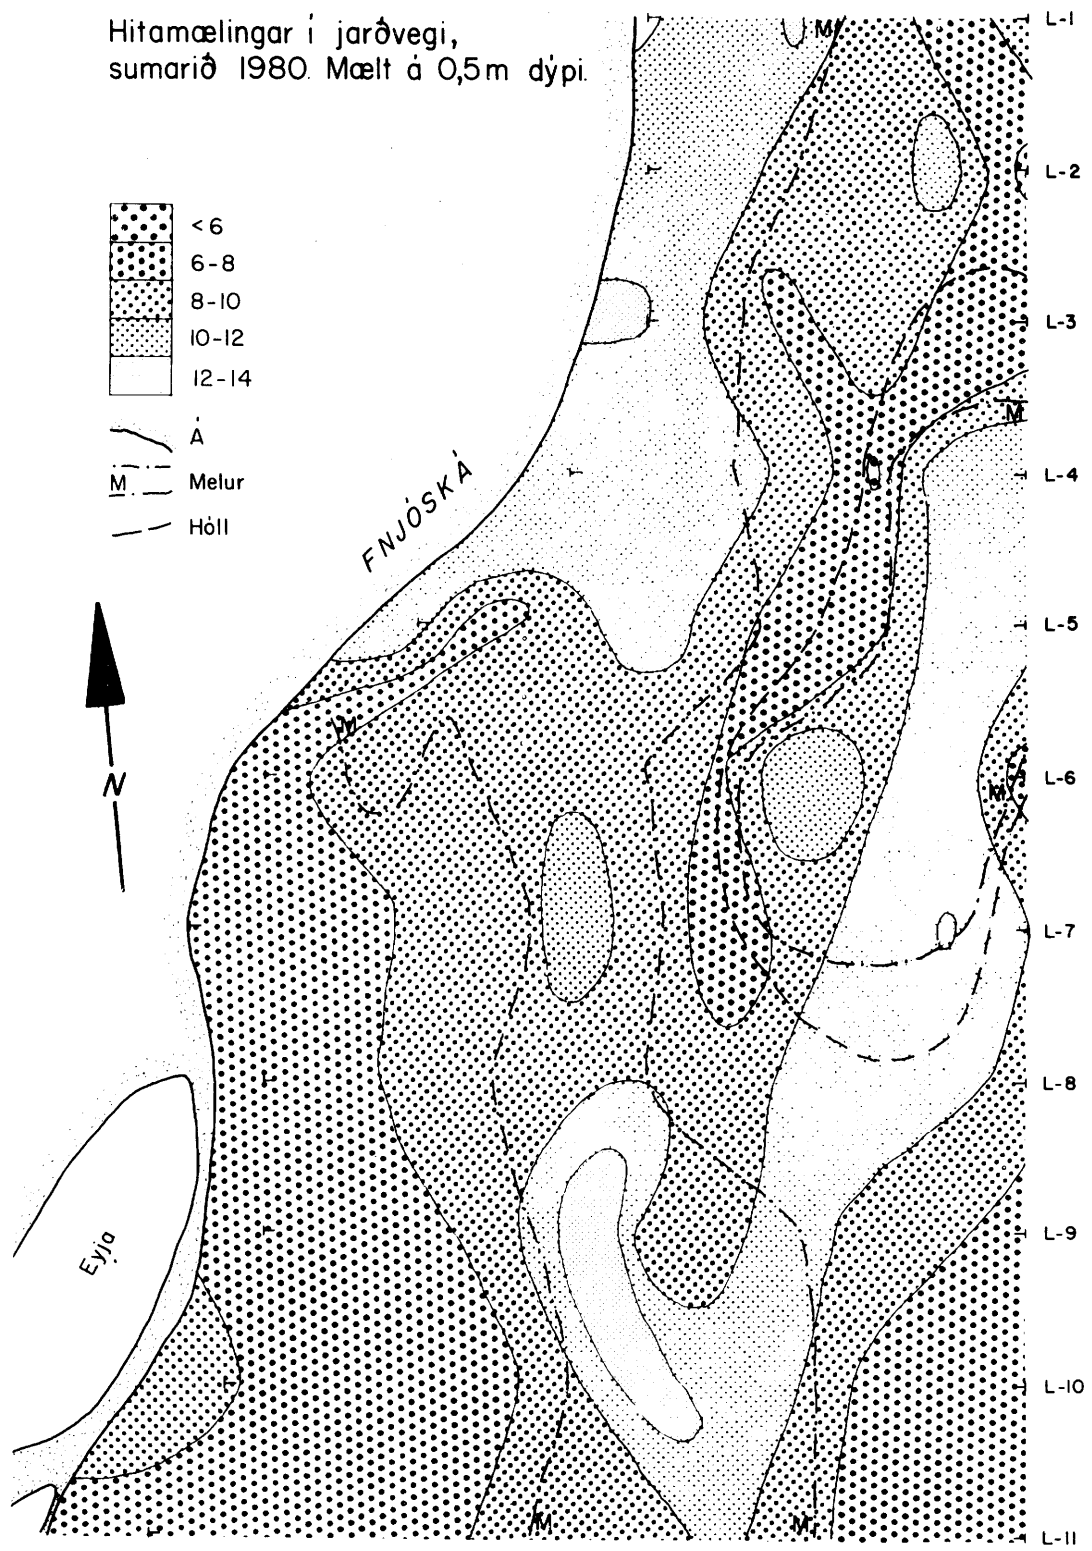 Hitamælingar í jarðvegi,
sumarið 1980. Mælt á 0,5m dýpi.
<6
6-8
8-10
10-12
12-14
Á
M Melur
Hóll
FNJÓSKÁ
N
Eyja
M
M
M
M
M
M
L-1
L-2
L-3
L-4
L-5
L-6
L-7
L-8
L-9
L-10
L-11